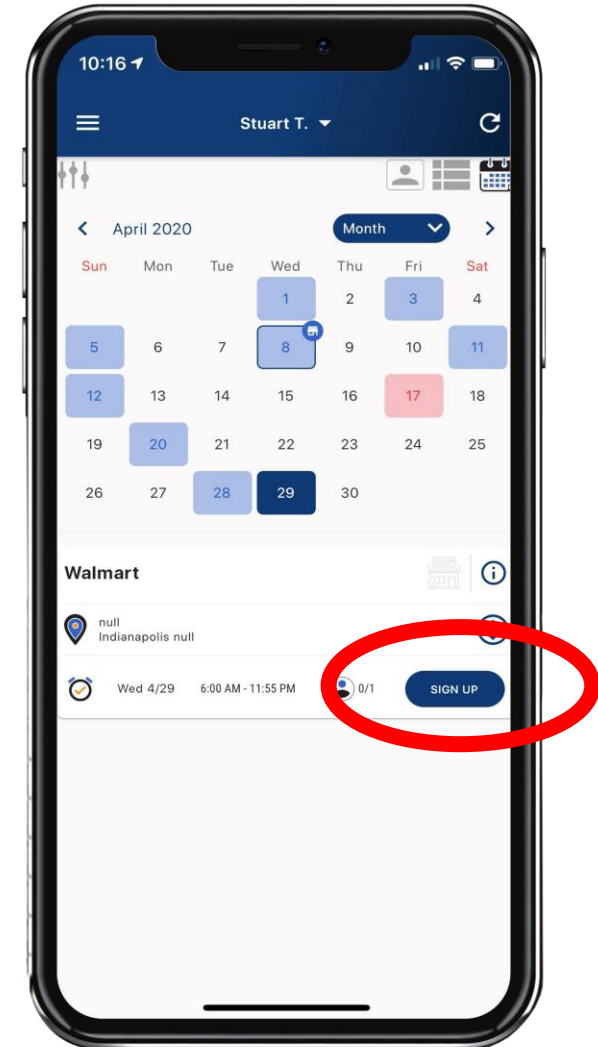 10:16
Stuart T.
April 2020 Month
Sun Mon Tue Wed Thu Fri Sat
1 2 3 4
5 6 7 8 9 10 11
12 13 14 15 16 17 18
19 20 21 22 23 24 25
26 27 28 29 30
Walmart
null
Indianapolis null
Wed 4/29 6:00 AM - 11:55 PM 0/1 SIGN UP